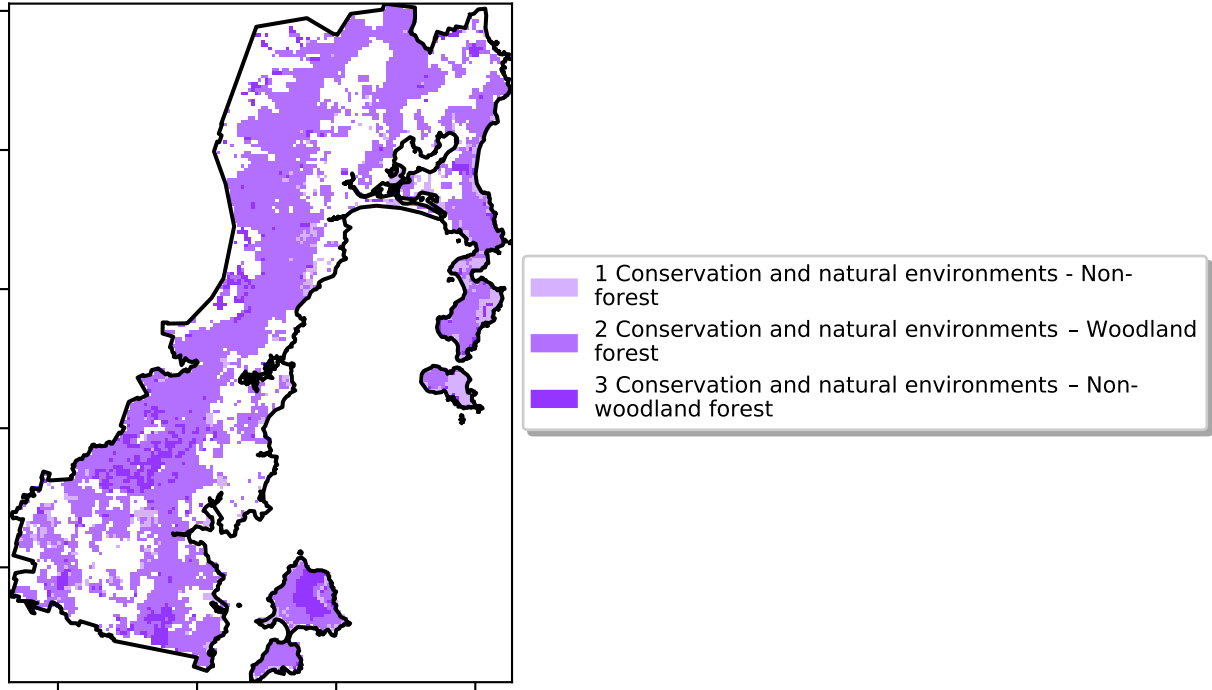 1 Conservation and natural environments - Non-
forest
2 Conservation and natural environments – Woodland
forest
3 Conservation and natural environments – Non-
woodland forest